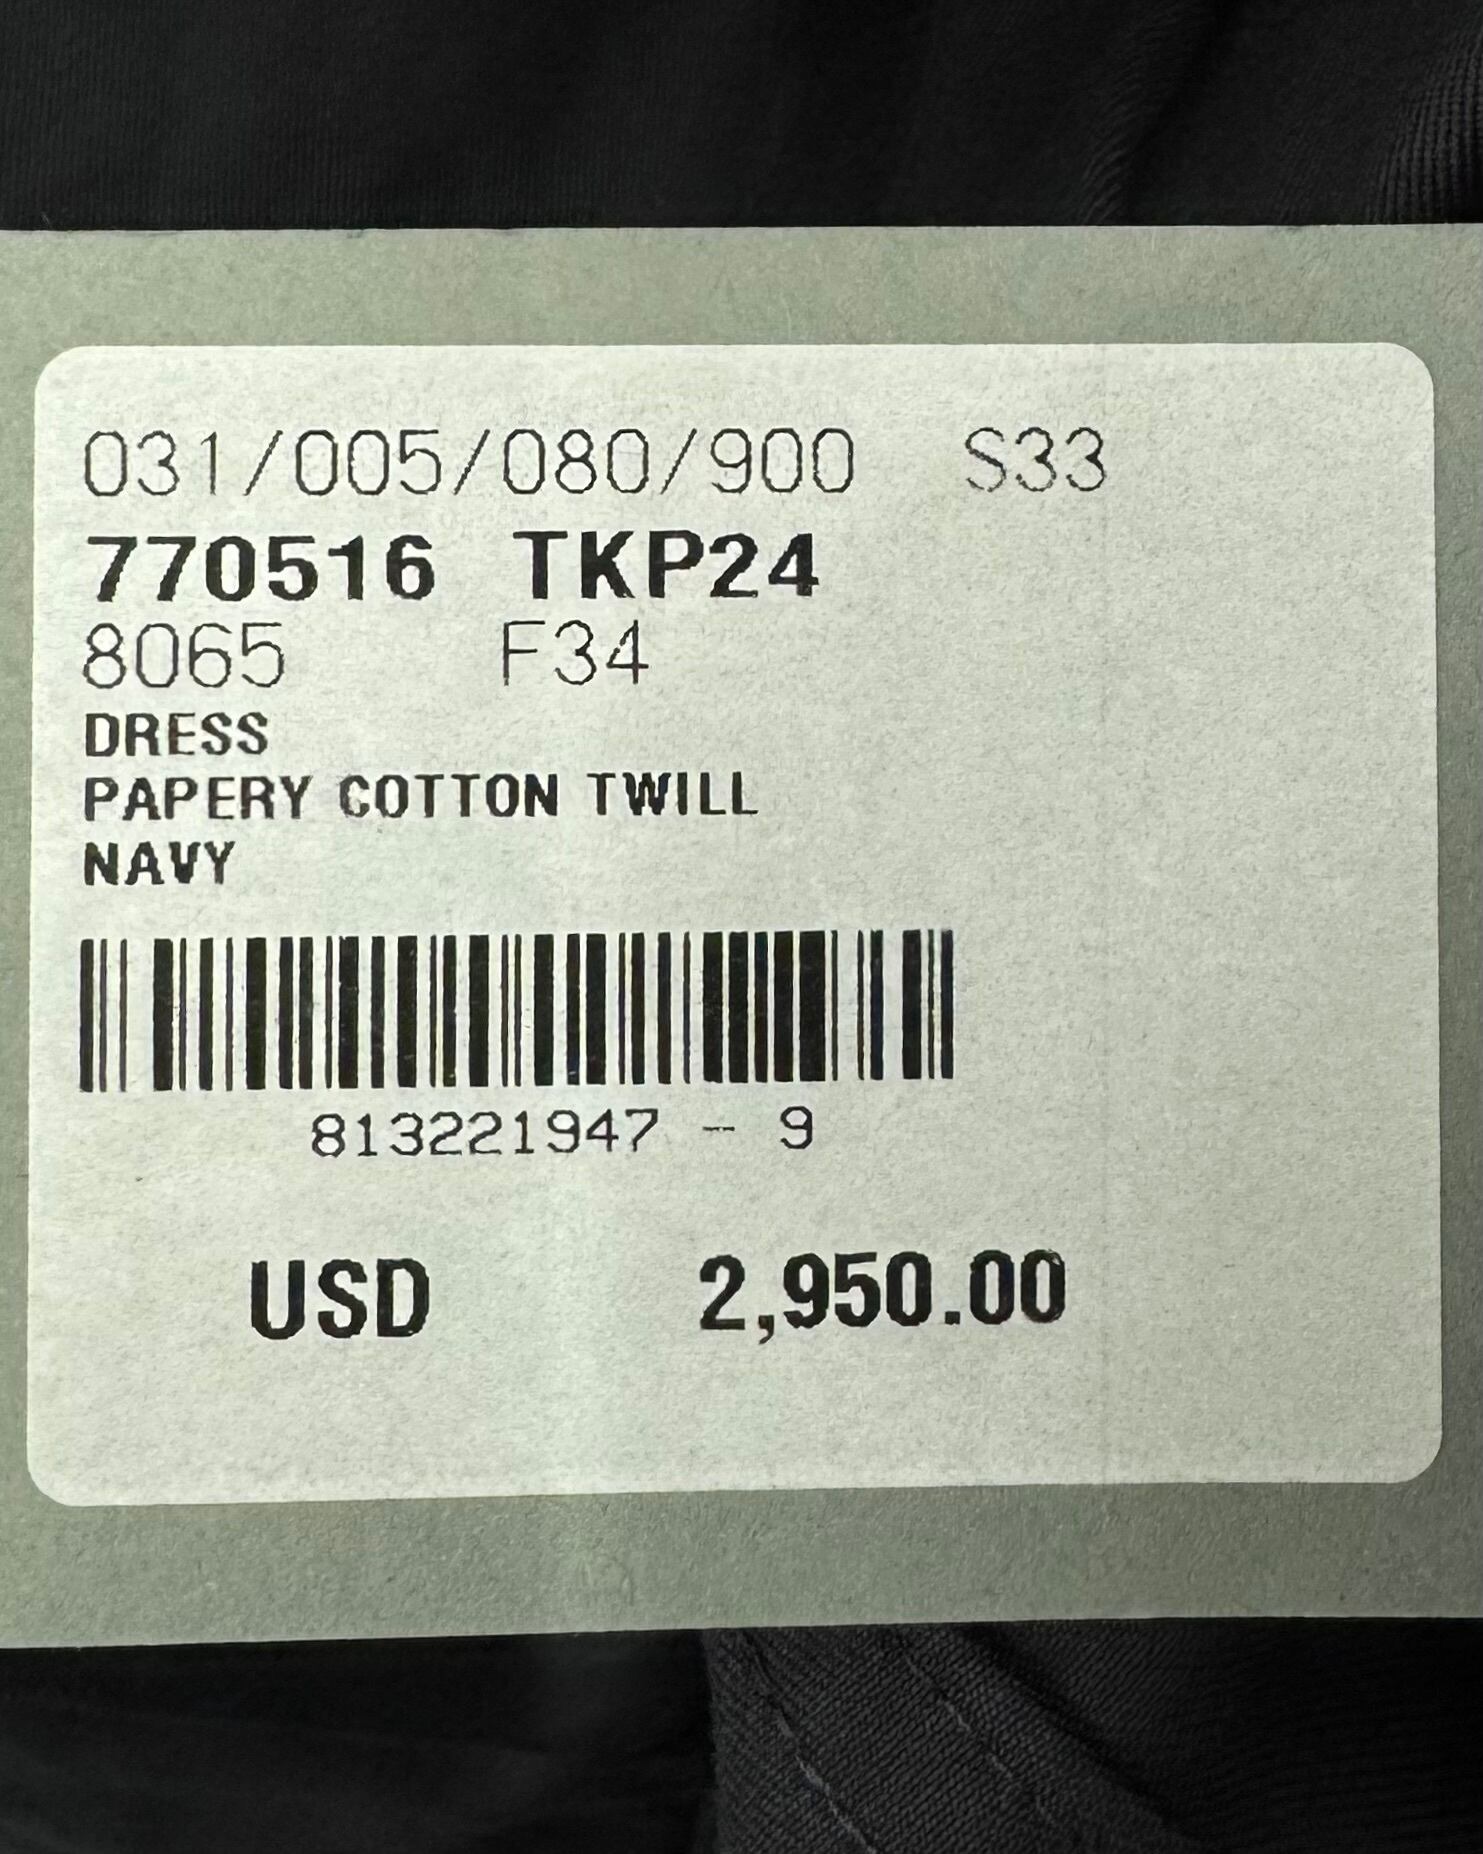 031/005/080/900 S33
770516 TKP24
8065 F34
DRESS
PAPERY COTTON TWILL
NAVY
813221947 - 9
USD 2,950.00